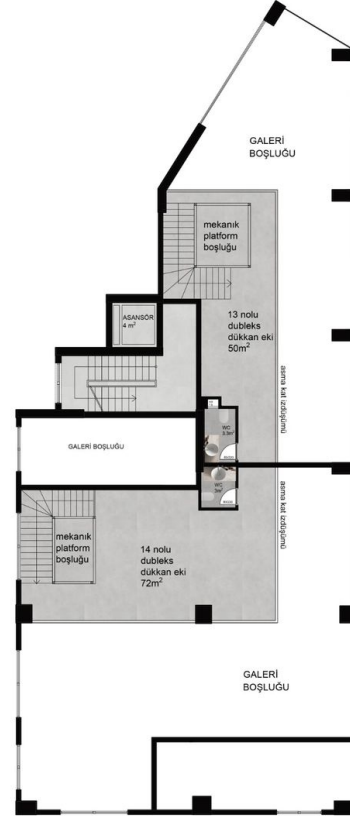 GALERİ
BOŞLUĞU
mekanık
platform
boşluğu
ASANSÖR
4 m²
13 nolu
dubleks
dükkan eki
50m²
asma kat izdüşümü
WC
GALERİ BOŞLUĞU
WC
asma kat izdüşümü
mekanık
platform
boşluğu
14 nolu
dubleks
dükkan eki
72m²
GALERİ
BOŞLUĞU